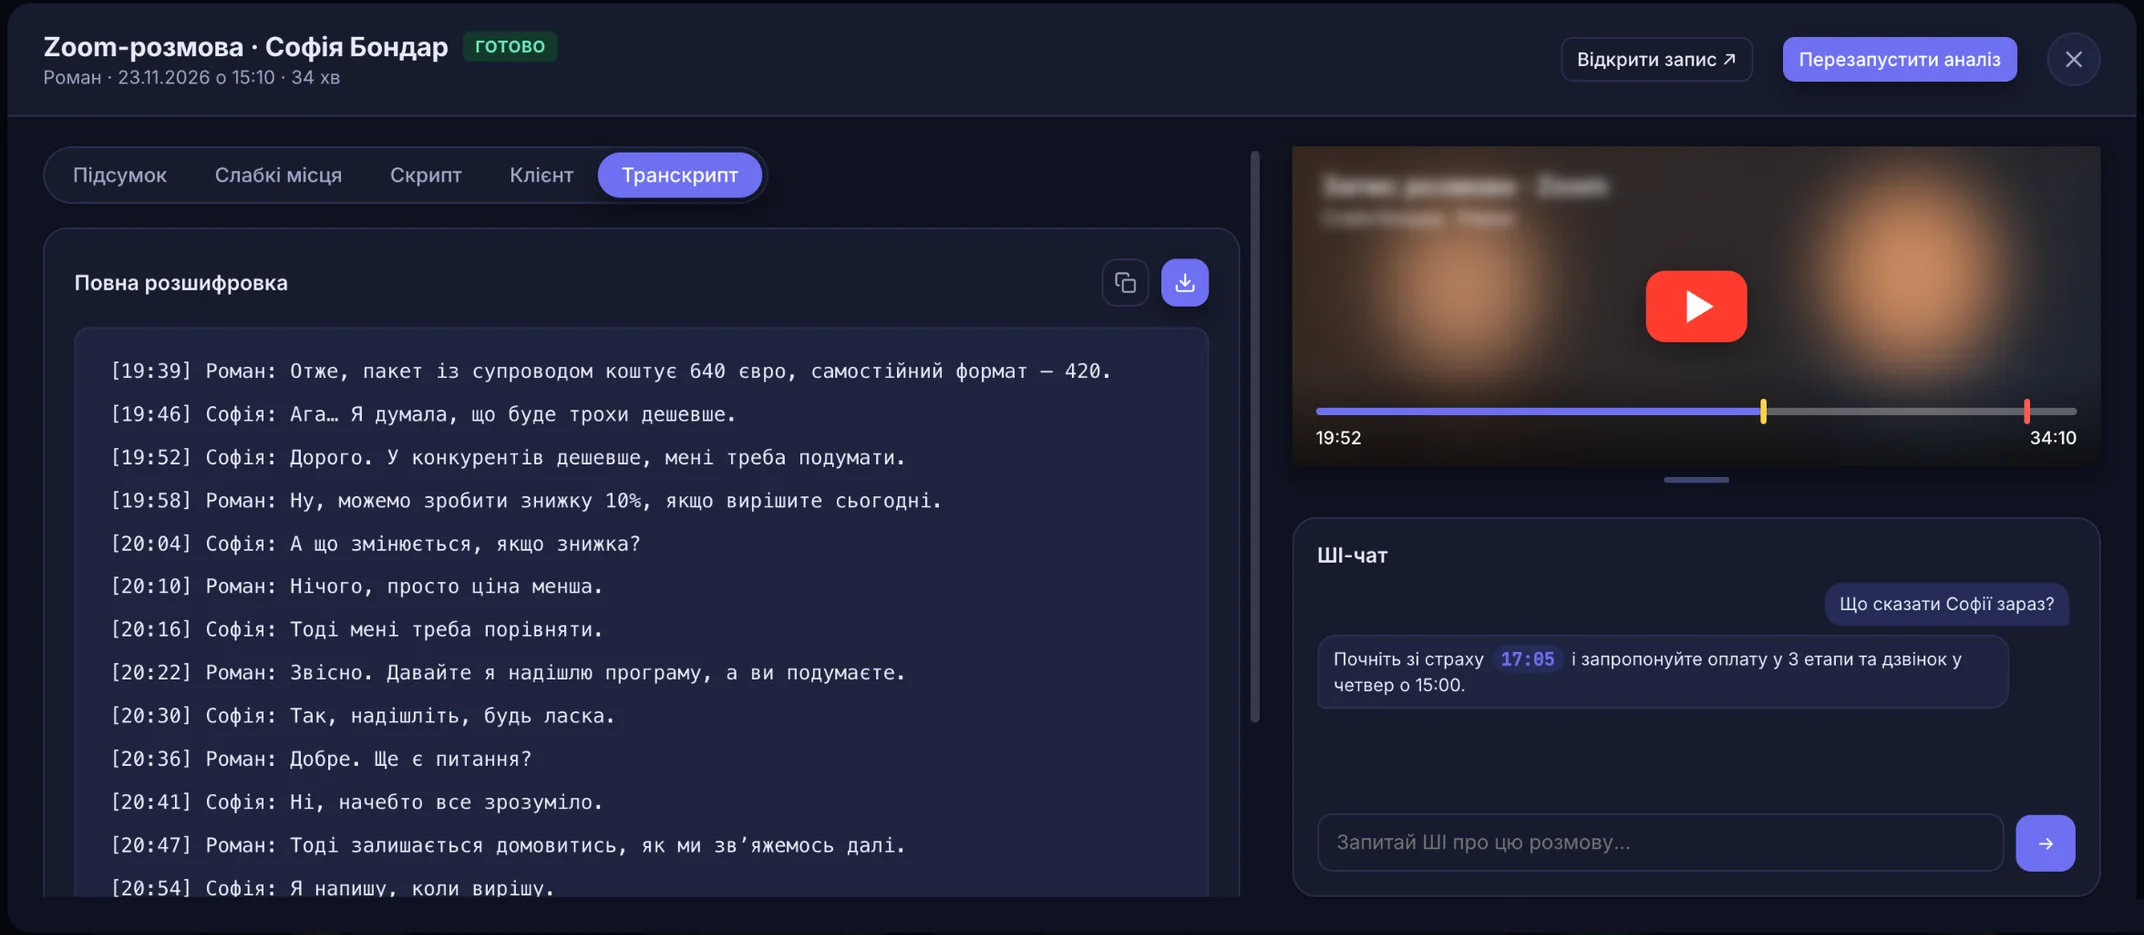 Zoom-розмова · Софія Бондар ГОТОВО
Роман · 23.11.2026 о 15:10 · 34 хв
Відкрити запис ↗
Перезапустити аналіз
Підсумок
Слабкі місця
Скрипт
Клієнт
Транскрипт
Повна розшифровка
[19:39] Роман: Отже, пакет із супроводом коштує 640 євро, самостійний формат — 420.
[19:46] Софія: Ага… Я думала, що буде трохи дешевше.
[19:52] Софія: Дорого. У конкурентів дешевше, мені треба подумати.
[19:58] Роман: Ну, можемо зробити знижку 10%, якщо вирішите сьогодні.
[20:04] Софія: А що змінюється, якщо знижка?
[20:10] Роман: Нічого, просто ціна менша.
[20:16] Софія: Тоді мені треба порівняти.
[20:22] Роман: Звісно. Давайте я надішлю програму, а ви подумаєте.
[20:30] Софія: Так, надішліть, будь ласка.
[20:36] Роман: Добре. Ще є питання?
[20:41] Софія: Ні, начебто все зрозуміло.
[20:47] Роман: Тоді залишається домовитись, як ми зв’яжемось далі.
[20:54] Софія: Я напишу, коли вирішу.
Запис розмови · Zoom
19:52
34:10
ШІ-чат
Що сказати Софії зараз?
Почніть зі страху 17:05 і запропонуйте оплату у 3 етапи та дзвінок у
четвер о 15:00.
Запитай ШІ про цю розмову...